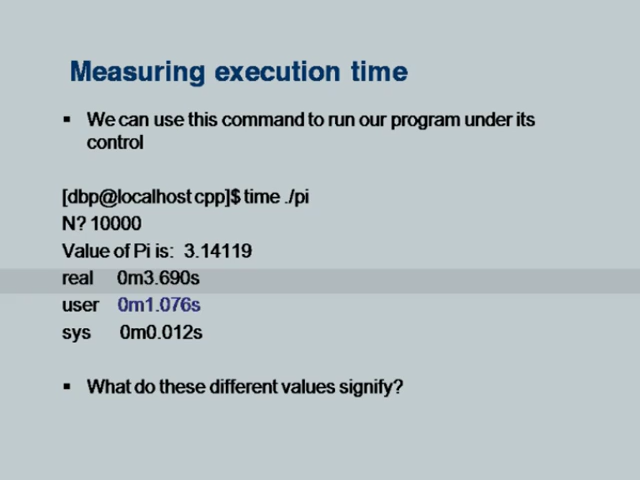 Measuring execution time
▪ We can use this command to run our program under its
control
[dbp@localhost cpp]$ time ./pi
N? 10000
Value of Pi is: 3.14119
real 0m3.690s
user 0m1.076s
sys 0m0.012s
▪ What do these different values signify?